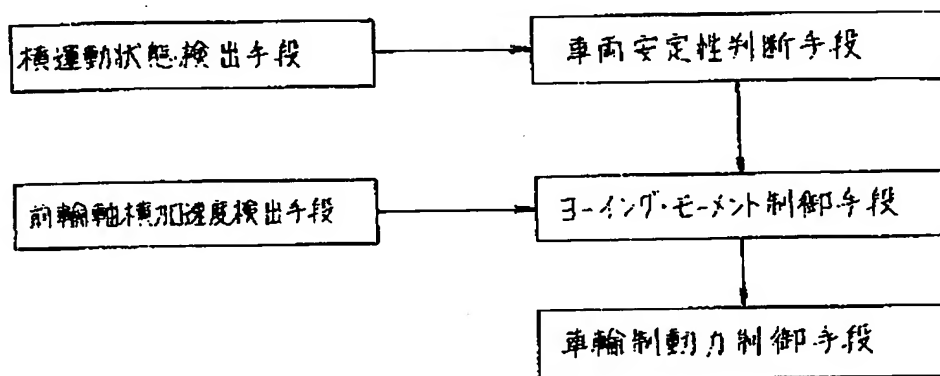 横運動状態検出手段
車両安定性判断手段
前輪軸横加速度検出手段
ヨーイング・モーメント制御手段
車輪制動力制御手段